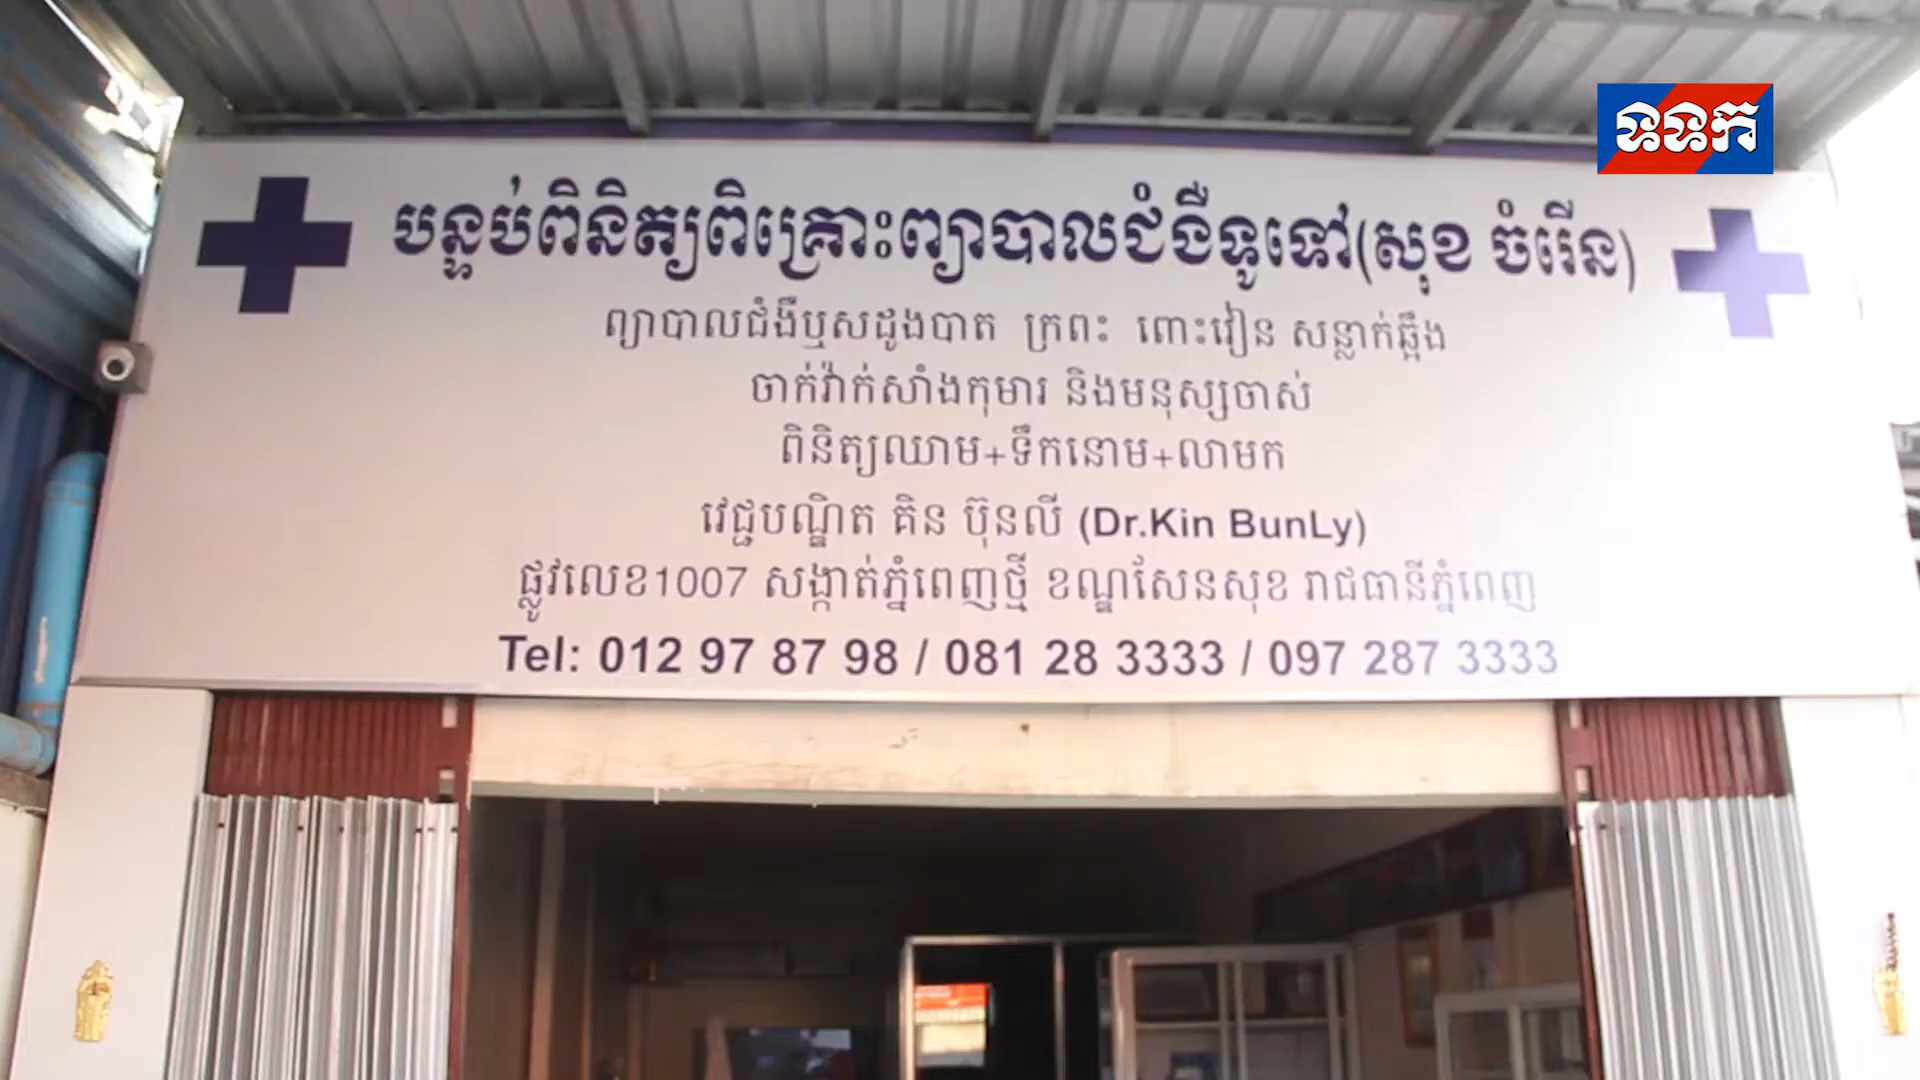 ទទក
បន្ទប់ពិនិត្យពិគ្រោះព្យាបាលជំងឺទូទៅ(សុខ ចំរើន)
ព្យាបាលជំងឺឬសដូងបាត ក្រពះ ពោះវៀន សន្លាក់ឆ្អឹង
ចាក់វ៉ាក់សាំងកុមារ និងមនុស្សចាស់
ពិនិត្យឈាម+ទឹកនោម+លាមក
វេជ្ជបណ្ឌិត គិន ប៊ុនលី (Dr.Kin BunLy)
ផ្លូវលេខ1007 សង្កាត់ភ្នំពេញថ្មី ខណ្ឌសែនសុខ រាជធានីភ្នំពេញ
Tel: 012 97 87 98 / 081 28 3333 / 097 287 3333